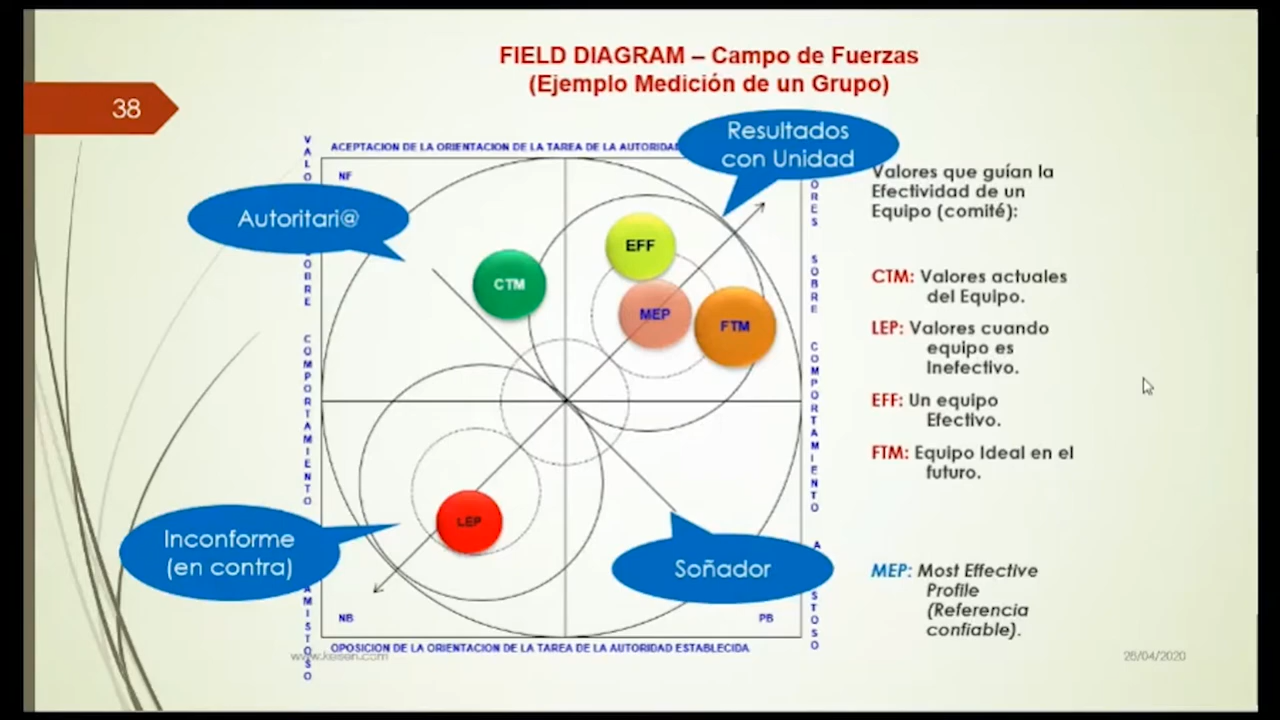 FIELD DIAGRAM – Campo de Fuerzas
(Ejemplo Medición de un Grupo)
38
ACEPTACION DE LA ORIENTACION DE LA TAREA DE LA AUTORIDAD
Resultados
con Unidad
NF
Autoritari@
EFF
CTM
MEP
FTM
LEP
Inconforme
(en contra)
Soñador
NB
PB
OPOSICION DE LA ORIENTACION DE LA TAREA DE LA AUTORIDAD ESTABLECIDA
VALO
OBRE COMPORTAMIENTO
AMISTOSO
ORES SOBRE COMPORTAMIENTO A
STOSO
Valores que guían la
Efectividad de un
Equipo (comité):
CTM: Valores actuales
del Equipo.
LEP: Valores cuando
equipo es
Inefectivo.
EFF: Un equipo
Efectivo.
FTM: Equipo Ideal en el
futuro.
MEP: Most Effective
Profile
(Referencia
confiable).
26/04/2020